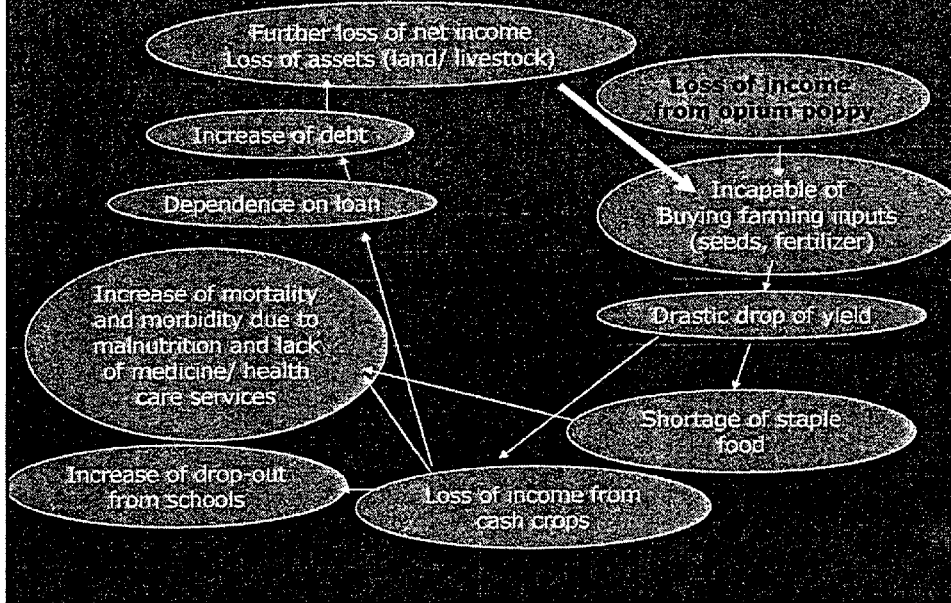 Further loss of net income
Loss of assets (land/ livestock)
Loss of income
from opium poppy
Increase of debt
Incapable of
Buying farming inputs
(seeds, fertilizer)
Dependence on loan
Increase of mortality
and morbidity due to
malnutrition and lack
of medicine/ health
care services
Drastic drop of yield
Shortage of staple
food
Increase of drop-out
from schools
Loss of income from
cash crops